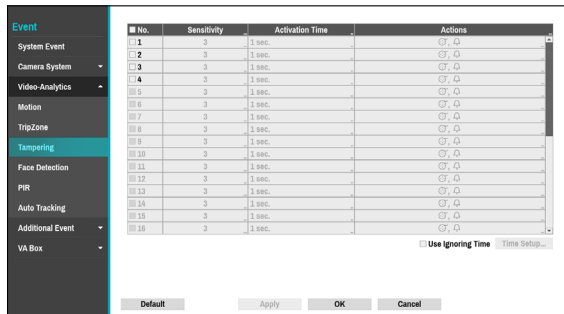 Event
System Event
Camera System
Video-Analytics
Motion
TripZone
Tampering
Face Detection
PIR
Auto Tracking
Additional Event
VA Box
No. Sensitivity Activation Time Actions
1 3 1 sec.
2 3 1 sec.
3 3 1 sec.
4 3 1 sec.
5 3 1 sec.
6 3 1 sec.
7 3 1 sec.
8 3 1 sec.
9 3 1 sec.
10 3 1 sec.
11 3 1 sec.
12 3 1 sec.
13 3 1 sec.
14 3 1 sec.
15 3 1 sec.
16 3 1 sec.
Use Ignoring Time Time Setup...
Default Apply OK Cancel